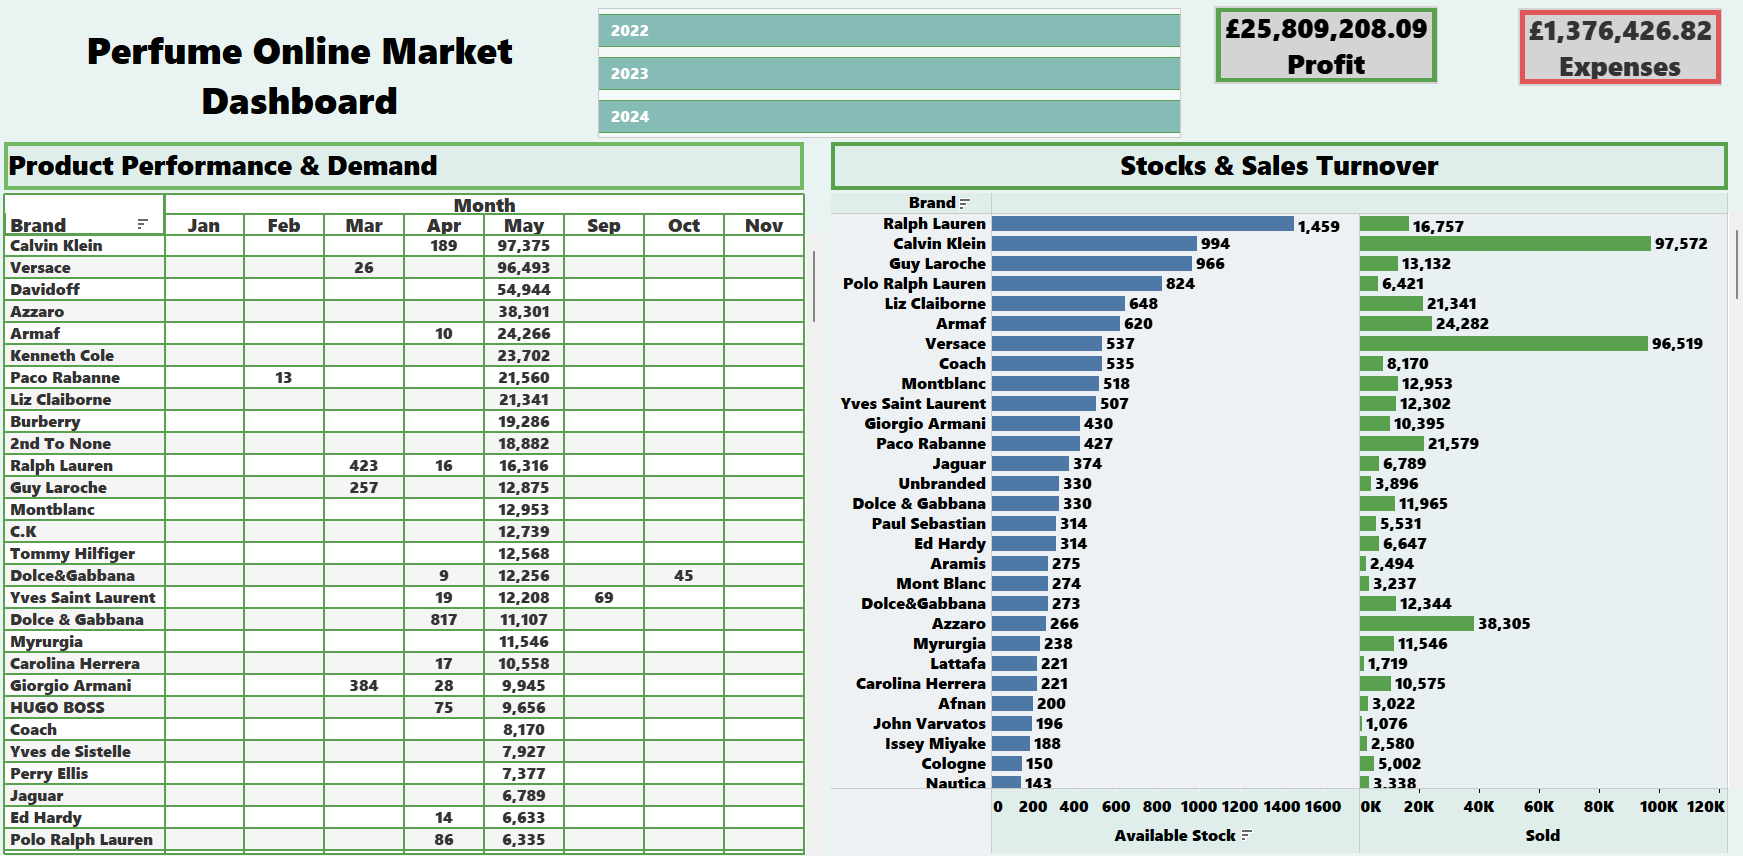 Perfume Online Market
Dashboard
2022
2023
2024
£25,809,208.09
Profit
£1,376,426.82
Expenses
Product Performance & Demand
Month
Brand Jan Feb Mar Apr May Sep Oct Nov
Calvin Klein 189 97,375
Versace 26 96,493
Davidoff 54,944
Azzaro 38,301
Armaf 10 24,266
Kenneth Cole 23,702
Paco Rabanne 13 21,560
Liz Claiborne 21,341
Burberry 19,286
2nd To None 18,882
Ralph Lauren 423 16 16,316
Guy Laroche 257 12,875
Montblanc 12,953
C.K 12,739
Tommy Hilfiger 12,568
Dolce&Gabbana 9 12,256 45
Yves Saint Laurent 19 12,208 69
Dolce & Gabbana 817 11,107
Myrurgia 11,546
Carolina Herrera 17 10,558
Giorgio Armani 384 28 9,945
HUGO BOSS 75 9,656
Coach 8,170
Yves de Sistelle 7,927
Perry Ellis 7,377
Jaguar 6,789
Ed Hardy 14 6,633
Polo Ralph Lauren 86 6,335
Stocks & Sales Turnover
Brand
Ralph Lauren 1,459 16,757
Calvin Klein 994 97,572
Guy Laroche 966 13,132
Polo Ralph Lauren 824 6,421
Liz Claiborne 648 21,341
Armaf 620 24,282
Versace 537 96,519
Coach 535 8,170
Montblanc 518 12,953
Yves Saint Laurent 507 12,302
Giorgio Armani 430 10,395
Paco Rabanne 427 21,579
Jaguar 374 6,789
Unbranded 330 3,896
Dolce & Gabbana 330 11,965
Paul Sebastian 314 5,531
Ed Hardy 314 6,647
Aramis 275 2,494
Mont Blanc 274 3,237
Dolce&Gabbana 273 12,344
Azzaro 266 38,305
Myrurgia 238 11,546
Lattafa 221 1,719
Carolina Herrera 221 10,575
Afnan 200 3,022
John Varvatos 196 1,076
Issey Miyake 188 2,580
Cologne 150 5,002
Nautica 143 3,338
0 200 400 600 800 1000 1200 1400 1600 0K 20K 40K 60K 80K 100K 120K
Available Stock Sold